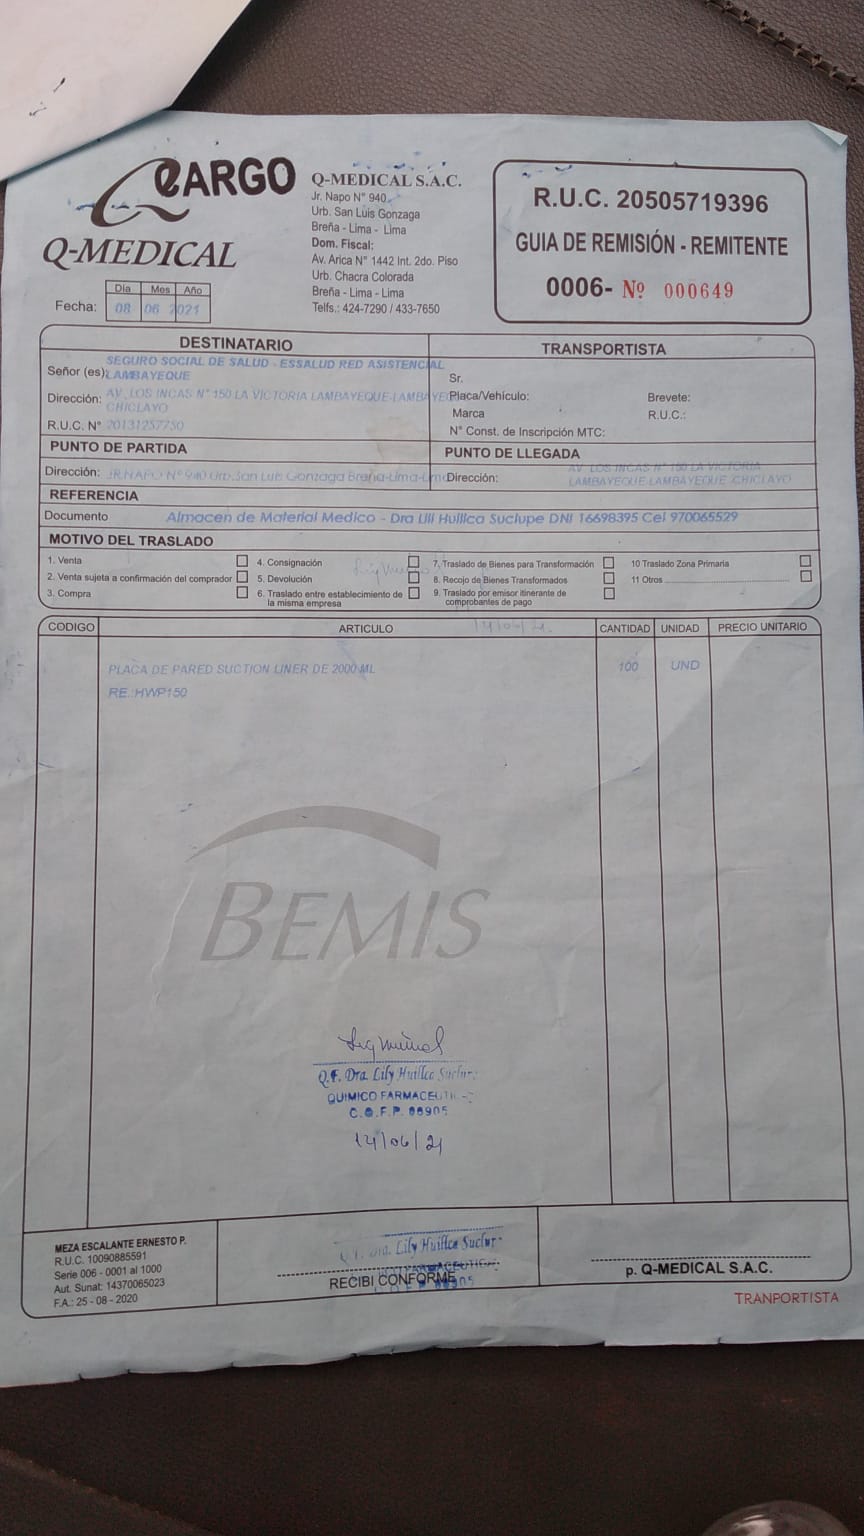 CARGO
Q-MEDICAL
Q-MEDICAL S.A.C.
Jr. Napo N° 940
Urb. San Luis Gonzaga
Breña - Lima - Lima
Dom. Fiscal:
Av. Arica N° 1442 Int. 2do. Piso
Urb. Chacra Colorada
Breña - Lima - Lima
Telfs.: 424-7290 / 433-7650
R.U.C. 20505719396
GUIA DE REMISIÓN - REMITENTE
0006- Nº 000649
Fecha: Dia Mes Año
08 06 2021
DESTINATARIO
Señor (es): SEGURO SOCIAL DE SALUD - ESSALUD RED ASISTENCIAL
LAMBAYEQUE
Dirección: AV. LOS INCAS N° 150 LA VICTORIA LAMBAYEQUE-LAMBAYEQUE
CHICLAYO
R.U.C. N° 20131257750
TRANSPORTISTA
Sr.
Placa/Vehículo: Brevete:
Marca R.U.C.:
N° Const. de Inscripción MTC:
PUNTO DE PARTIDA
Dirección: JR.NAPO N° 940 Urb.San Luis Gonzaga Breña-Lima-Lima
PUNTO DE LLEGADA
Dirección: AV. LOS INCAS N° 150 LA VICTORIA
LAMBAYEQUE LAMBAYEQUE CHICLAYO
REFERENCIA
Documento Almacen de Material Medico - Dra Lili Huillca Suclupe DNI 16698395 Cel 970065529
MOTIVO DEL TRASLADO
1. Venta
2. Venta sujeta a confirmación del comprador
3. Compra
4. Consignación
5. Devolución
6. Traslado entre establecimiento de
la misma empresa
7. Traslado de Bienes para Transformación
8. Recojo de Bienes Transformados
9. Traslado por emisor itinerante de
comprobantes de pago
10 Traslado Zona Primaria
11 Otros
14/06/21.
CODIGO ARTICULO CANTIDAD UNIDAD PRECIO UNITARIO
PLACA DE PARED SUCTION LINER DE 2000 ML 100 UND
RE.:HWP150
BEMIS
Q.F. Dra. Lily Huillca Suclup
QUIMICO FARMACEUTIC
C.Q.F.P. 06905
14/06/21
MEZA ESCALANTE ERNESTO P.
R.U.C. 10090885591
Serie 006 - 0001 al 1000
Aut. Sunat: 14370065023
F.A.: 25 - 08 - 2020
Q.F. Dra. Lily Huillca Suclup
RECIBI CONFORME
p. Q-MEDICAL S.A.C.
TRANPORTISTA